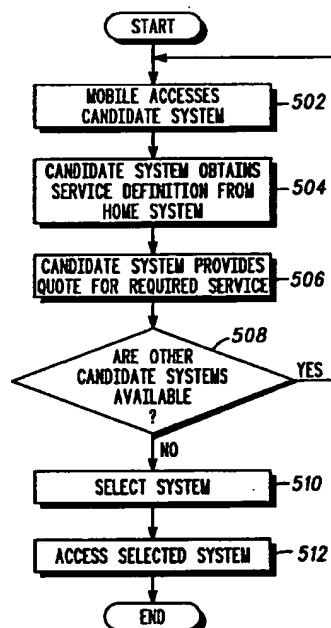 START
MOBILE ACCESSES
CANDIDATE SYSTEM
502
CANDIDATE SYSTEM OBTAINS
SERVICE DEFINITION FROM
HOME SYSTEM
504
CANDIDATE SYSTEM PROVIDES
QUOTE FOR REQUIRED SERVICE
506
508
ARE OTHER
CANDIDATE SYSTEMS
AVAILABLE
?
YES
NO
SELECT SYSTEM
510
ACCESS SELECTED SYSTEM
512
END